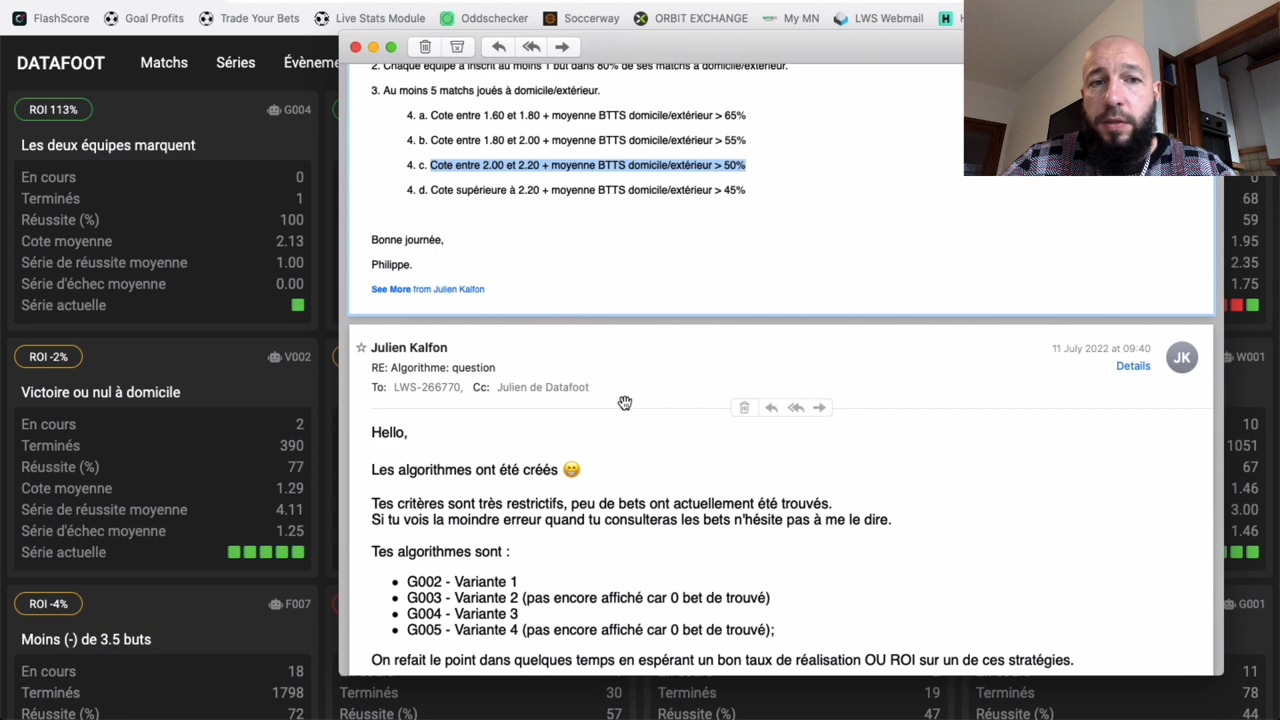 FlashScore Goal Profits Trade Your Bets Live Stats Module Oddschecker Soccerway ORBIT EXCHANGE My MN LWS Webmail H
DATAFOOT Matchs Séries Évèneme
2. Chaque équipe a inscrit au moins 1 but dans 80% de ses matchs à domicile/extérieur.
3. Au moins 5 matchs joués à domicile/extérieur.
4. a. Cote entre 1.60 et 1.80 + moyenne BTTS domicile/extérieur > 65%
4. b. Cote entre 1.80 et 2.00 + moyenne BTTS domicile/extérieur > 55%
4. c. Cote entre 2.00 et 2.20 + moyenne BTTS domicile/extérieur > 50%
4. d. Cote supérieure à 2.20 + moyenne BTTS domicile/extérieur > 45%
Bonne journée,
Philippe.
See More from Julien Kalfon
Julien Kalfon
11 July 2022 at 09:40
JK
RE: Algorithme: question
Details
To: LWS-266770, Cc: Julien de Datafoot
Hello,
Les algorithmes ont été créés 😁
Tes critères sont très restrictifs, peu de bets ont actuellement été trouvés.
Si tu vois la moindre erreur quand tu consulteras les bets n'hésite pas à me le dire.
Tes algorithmes sont :
• G002 - Variante 1
• G003 - Variante 2 (pas encore affiché car 0 bet de trouvé)
• G004 - Variante 3
• G005 - Variante 4 (pas encore affiché car 0 bet de trouvé);
On refait le point dans quelques temps en espérant un bon taux de réalisation OU ROI sur un de ces stratégies.
ROI 113% G004
Les deux équipes marquent
En cours 0
Terminés 1
Réussite (%) 100
Cote moyenne 2.13
Série de réussite moyenne 1.00
Série d'échec moyenne 0.00
Série actuelle
ROI -2% V002
Victoire ou nul à domicile
En cours 2
Terminés 390
Réussite (%) 77
Cote moyenne 1.29
Série de réussite moyenne 4.11
Série d'échec moyenne 1.25
Série actuelle
ROI -4% F007
Moins (-) de 3.5 buts
En cours 18
Terminés 1798
Réussite (%) 72
Terminés 30
Réussite (%) 57
Terminés 19
Réussite (%) 47
68
59
1.95
2.35
1.75
W001
10
1051
67
1.46
3.00
1.46
G001
11
Terminés 78
Réussite (%) 44